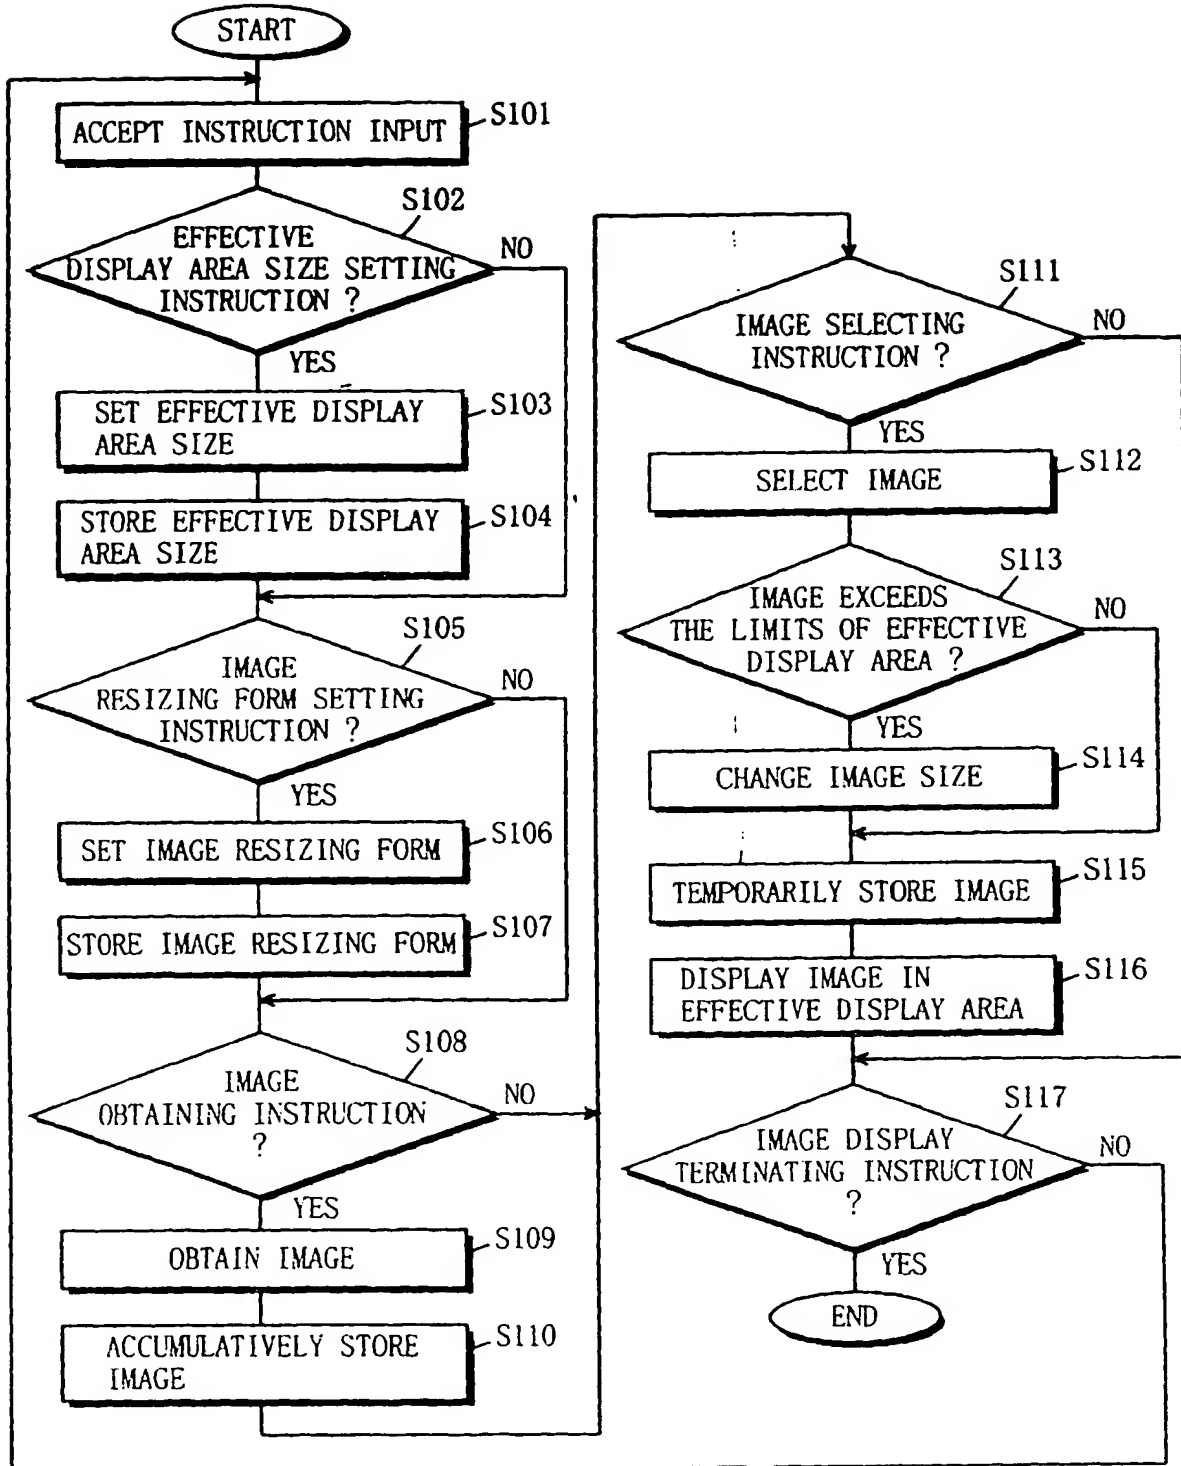 START
ACCEPT INSTRUCTION INPUT
S101
S102
EFFECTIVE
DISPLAY AREA SIZE SETTING
INSTRUCTION ?
NO
YES
SET EFFECTIVE DISPLAY
AREA SIZE
S103
STORE EFFECTIVE DISPLAY
AREA SIZE
S104
S105
IMAGE
RESIZING FORM SETTING
INSTRUCTION ?
NO
YES
SET IMAGE RESIZING FORM
S106
STORE IMAGE RESIZING FORM
S107
S108
IMAGE
OBTAINING INSTRUCTION
?
NO
YES
OBTAIN IMAGE
S109
ACCUMULATIVELY STORE
IMAGE
S110
S111
IMAGE SELECTING
INSTRUCTION ?
NO
YES
SELECT IMAGE
S112
S113
IMAGE EXCEEDS
THE LIMITS OF EFFECTIVE
DISPLAY AREA ?
NO
YES
CHANGE IMAGE SIZE
S114
TEMPORARILY STORE IMAGE
S115
DISPLAY IMAGE IN
EFFECTIVE DISPLAY AREA
S116
S117
IMAGE DISPLAY
TERMINATING INSTRUCTION
?
NO
YES
END